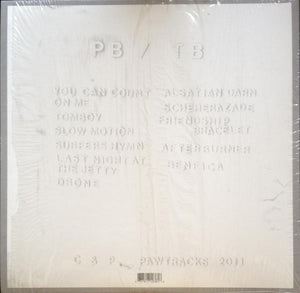 PB / TB
YOU CAN COUNT
ON ME
TOMBOY
SLOW MOTION
SURFERS HYMN
LAST NIGHT AT
THE JETTY
DRONE
ALSATIAN DARN
SCHEHERAZADE
FRIENDSHIP
BRACELET
AFTERBURNER
BENFICA
C & P PAWTRACKS 2011